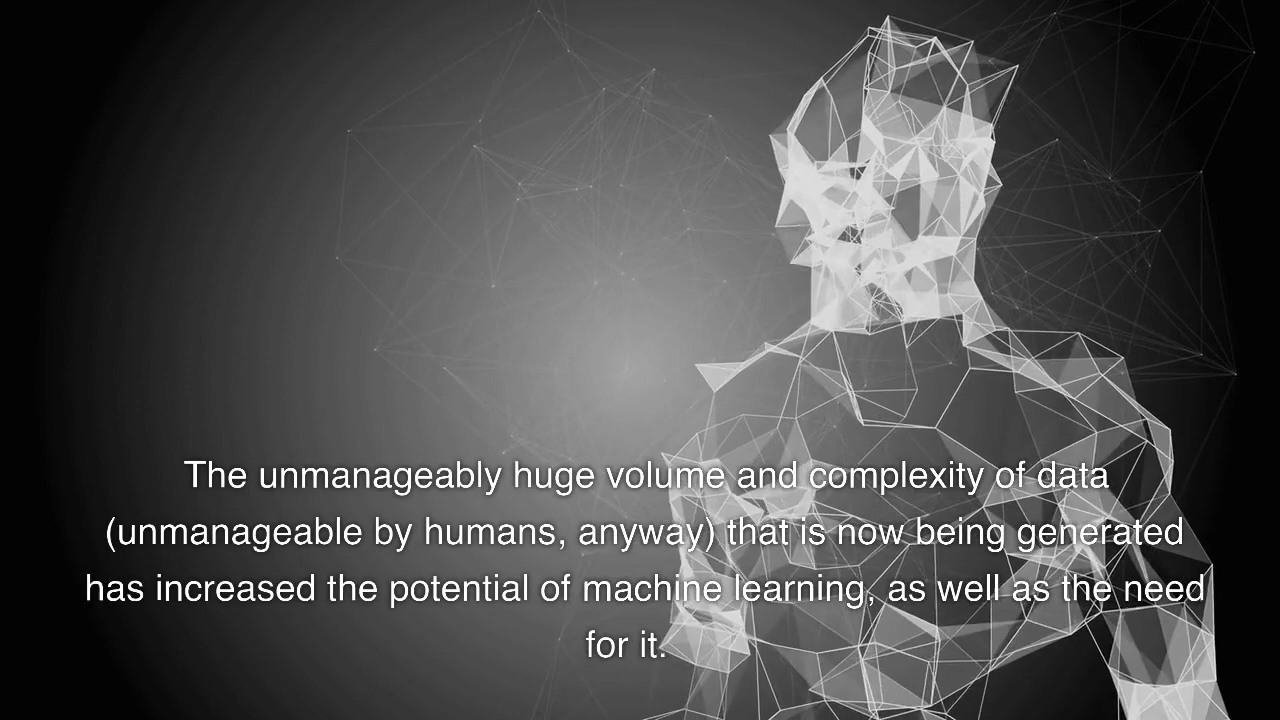 The unmanageably huge volume and complexity of data
(unmanageable by humans, anyway) that is now being generated
has increased the potential of machine learning, as well as the need
for it.